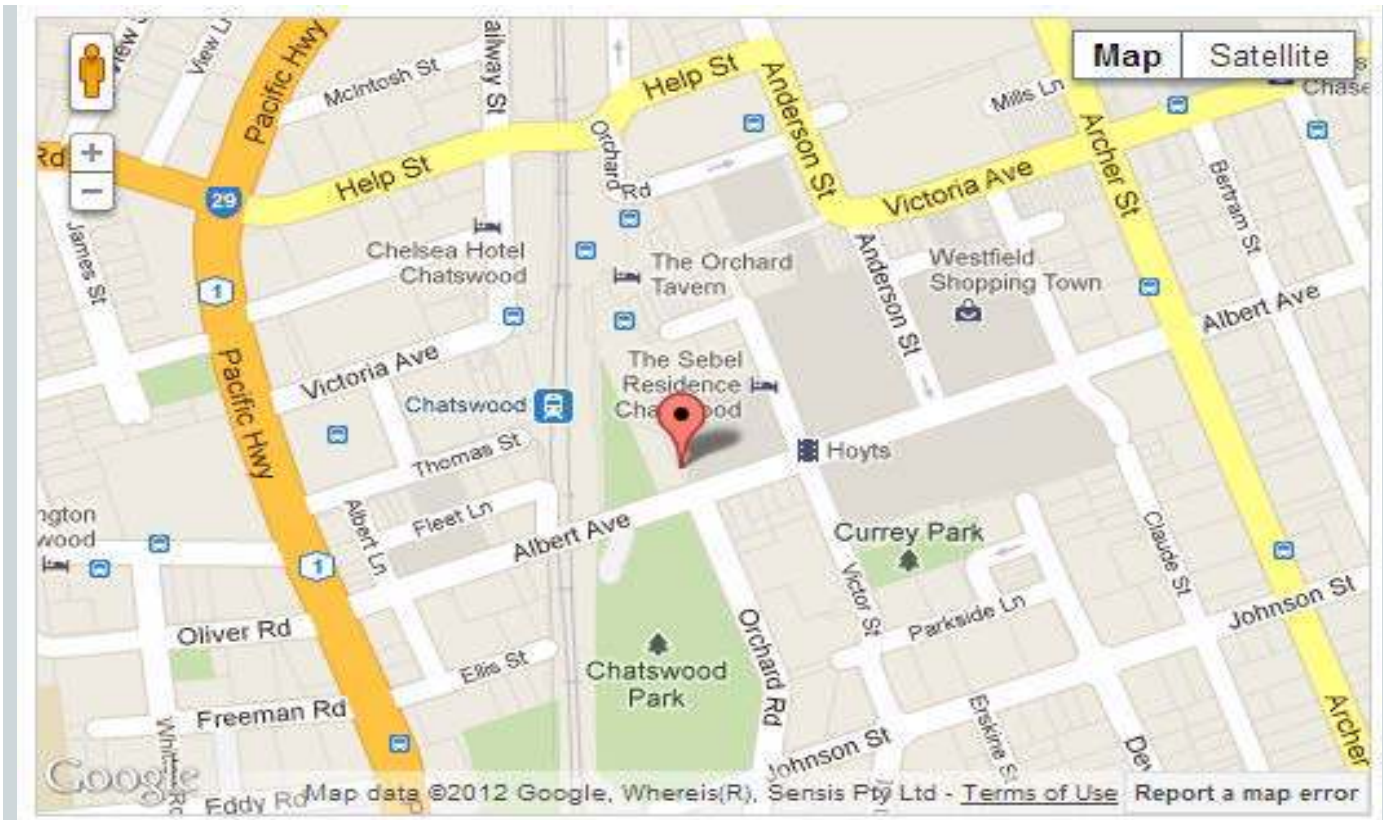 View Ln
Pacific Hwy
McIntosh St
ailway St
Help St
Anderson St
Mills Ln
Map
Satellite
Chase
Rd
+
−
29
Help St
Orchard Rd
Victoria Ave
Archer St
Bertram St
James St
Chelsea Hotel
Chatswood
The Orchard
Tavern
Anderson St
Westfield
Shopping Town
1
Albert Ave
Pacific Hwy
Victoria Ave
Chatswood
The Sebel
Residence
Thomas St
Hoyts
Albert Ln
Fleet Ln
Albert Ave
Currey Park
Claude St
ngton
wood
1
Victor St
Parkside Ln
Johnson St
Oliver Rd
Ellis St
Chatswood
Park
Orchard Rd
Freeman Rd
Erskine S
Archer
Johnson St
Google
Eddy Rd
Map data ©2012 Google, Whereis(R), Sensis Pty Ltd - Terms of Use
Report a map error